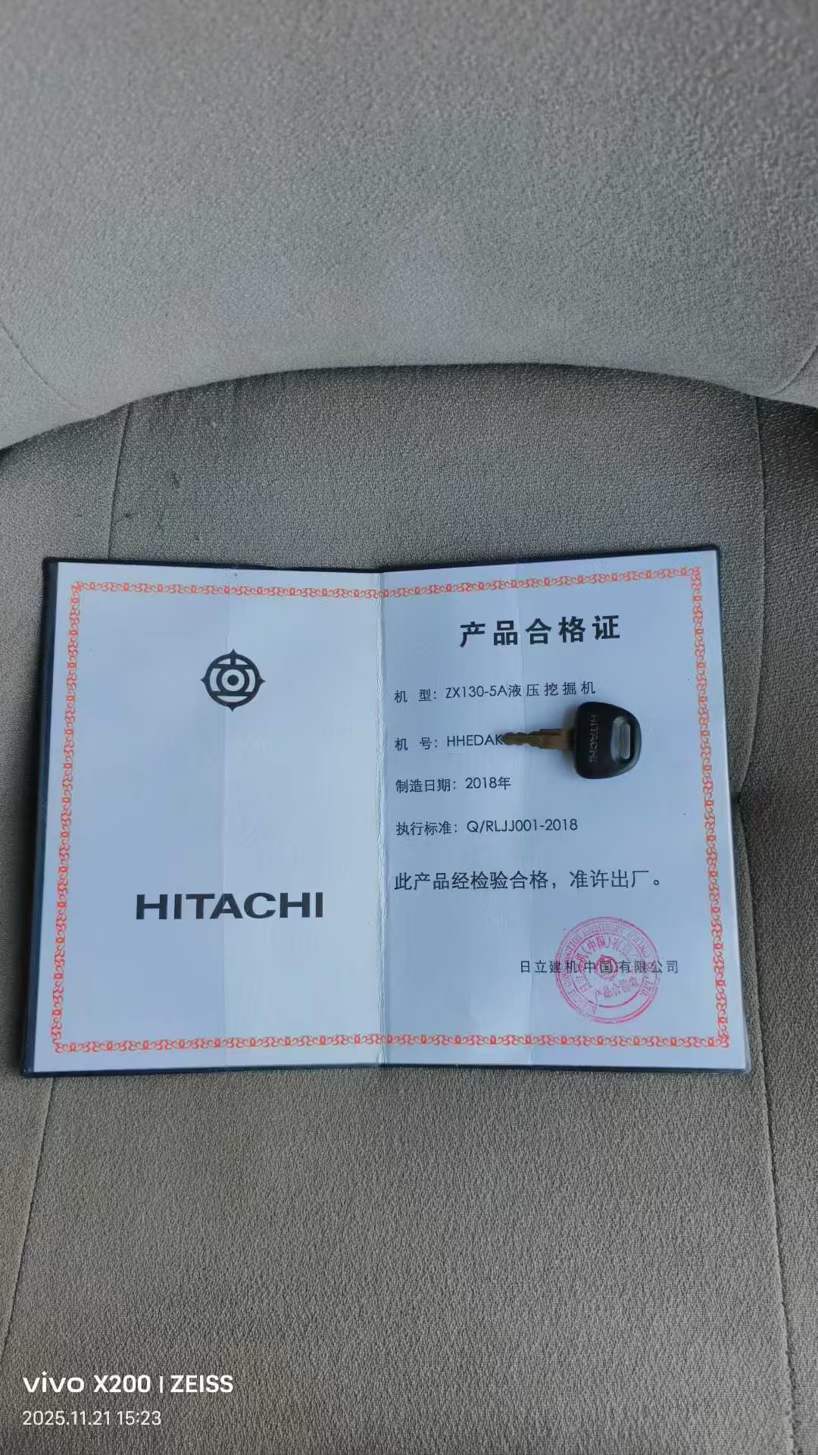 HITACHI
产品合格证
机 型：ZX130-5A液压挖掘机
机 号：HHEDAK
HITACHI
制造日期：2018年
执行标准：Q/RLJJ001-2018
此产品经检验合格，准许出厂。
日立建机(中国)有限公司
vivo X200 | ZEISS
2025.11.21 15:23